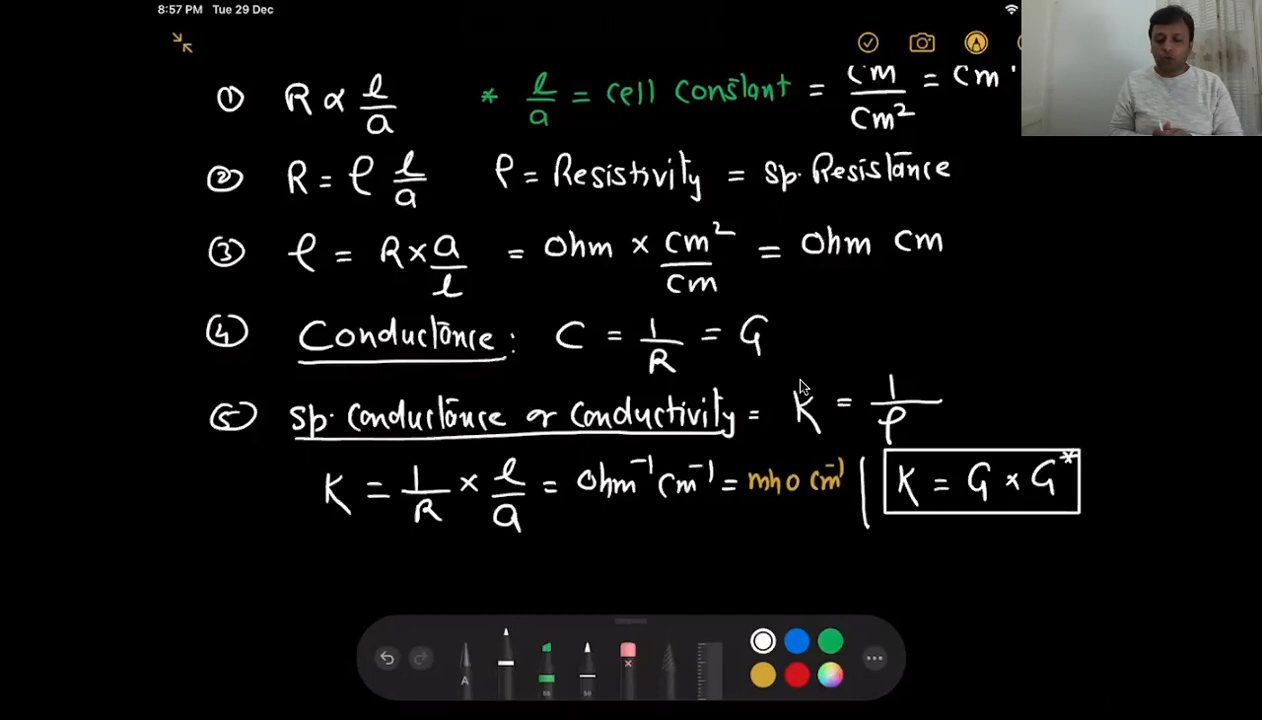 8:57 PM Tue 29 Dec
① R ∝ l/a * l/a = cell constant = cm/cm² = cm⁻¹
② R = ρ l/a ρ = Resistivity = sp. Resistance
③ ρ = R × a/l = Ohm × cm²/cm = Ohm cm
④ Conductance: C = 1/R = G
⑤ Sp. Conductance or Conductivity = K = 1/ρ
K = 1/R × l/a = Ohm⁻¹ cm⁻¹ = mho cm⁻¹ | K = G × G*
A